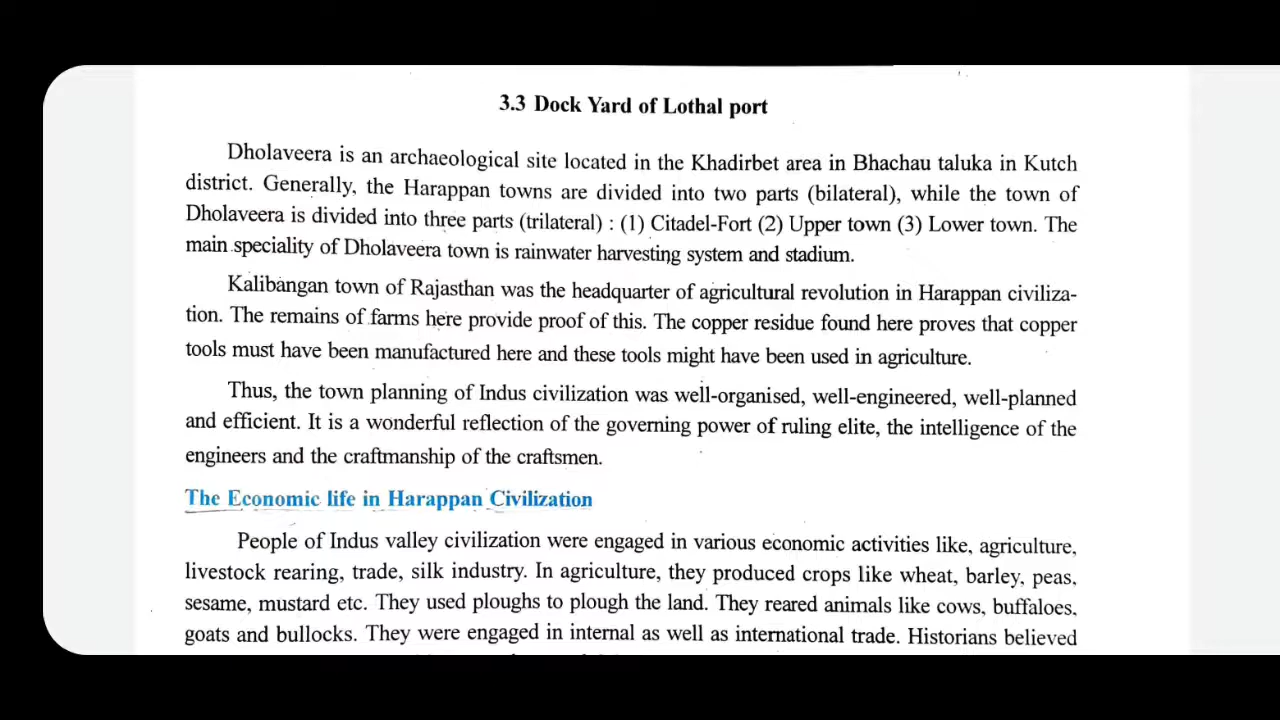 3.3 Dock Yard of Lothal port
Dholaveera is an archaeological site located in the Khadirbet area in Bhachau taluka in Kutch
district. Generally, the Harappan towns are divided into two parts (bilateral), while the town of
Dholaveera is divided into three parts (trilateral) : (1) Citadel-Fort (2) Upper town (3) Lower town. The
main speciality of Dholaveera town is rainwater harvesting system and stadium.
Kalibangan town of Rajasthan was the headquarter of agricultural revolution in Harappan civiliza-
tion. The remains of farms here provide proof of this. The copper residue found here proves that copper
tools must have been manufactured here and these tools might have been used in agriculture.
Thus, the town planning of Indus civilization was well-organised, well-engineered, well-planned
and efficient. It is a wonderful reflection of the governing power of ruling elite, the intelligence of the
engineers and the craftmanship of the craftsmen.
The Economic life in Harappan Civilization
People of Indus valley civilization were engaged in various economic activities like, agriculture,
livestock rearing, trade, silk industry. In agriculture, they produced crops like wheat, barley, peas,
sesame, mustard etc. They used ploughs to plough the land. They reared animals like cows, buffaloes,
goats and bullocks. They were engaged in internal as well as international trade. Historians believed